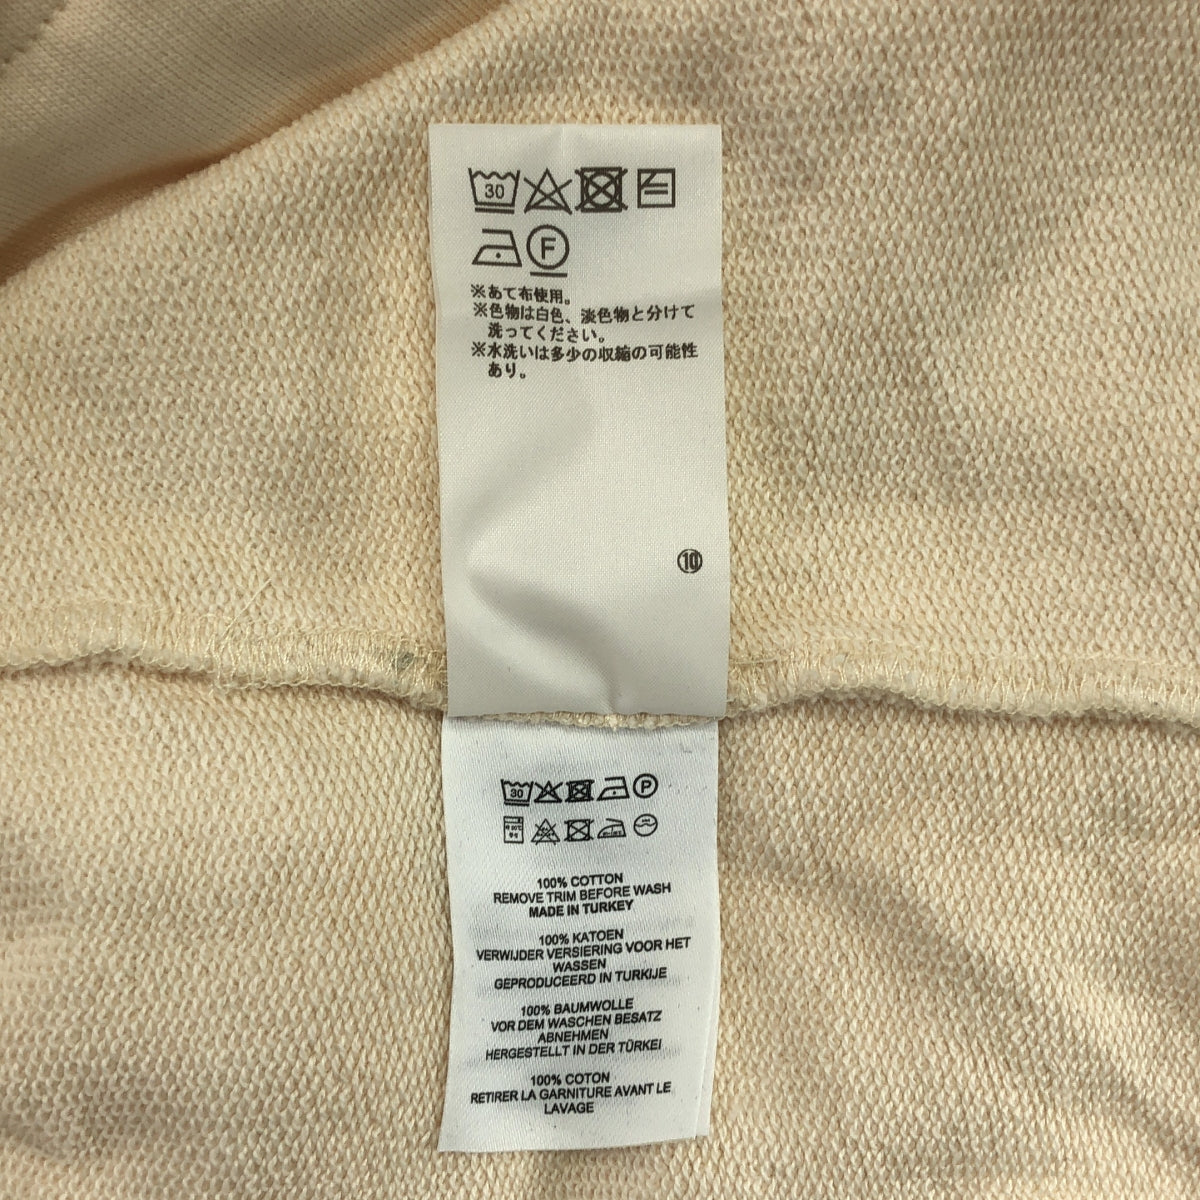 30
F
※あて布使用。
※色物は白色、淡色物と分けて
洗ってください。
※水洗いは多少の収縮の可能性
あり。
⑩
30 P
100% COTTON
REMOVE TRIM BEFORE WASH
MADE IN TURKEY
100% KATOEN
VERWIJDER VERSIERING VOOR HET
WASSEN
GEPRODUCEERD IN TURKIJE
100% BAUMWOLLE
VOR DEM WASCHEN BESATZ
ABNEHMEN
HERGESTELLT IN DER TÜRKEI
100% COTON
RETIRER LA GARNITURE AVANT LE
LAVAGE